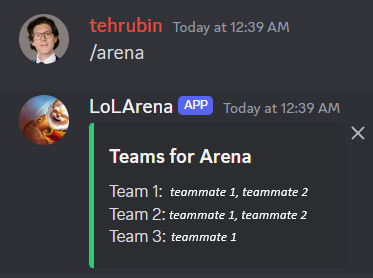 tehrubin Today at 12:39 AM
/arena
LoLArena APP Today at 12:39 AM
Teams for Arena
Team 1: teammate 1, teammate 2
Team 2: teammate 1, teammate 2
Team 3: teammate 1